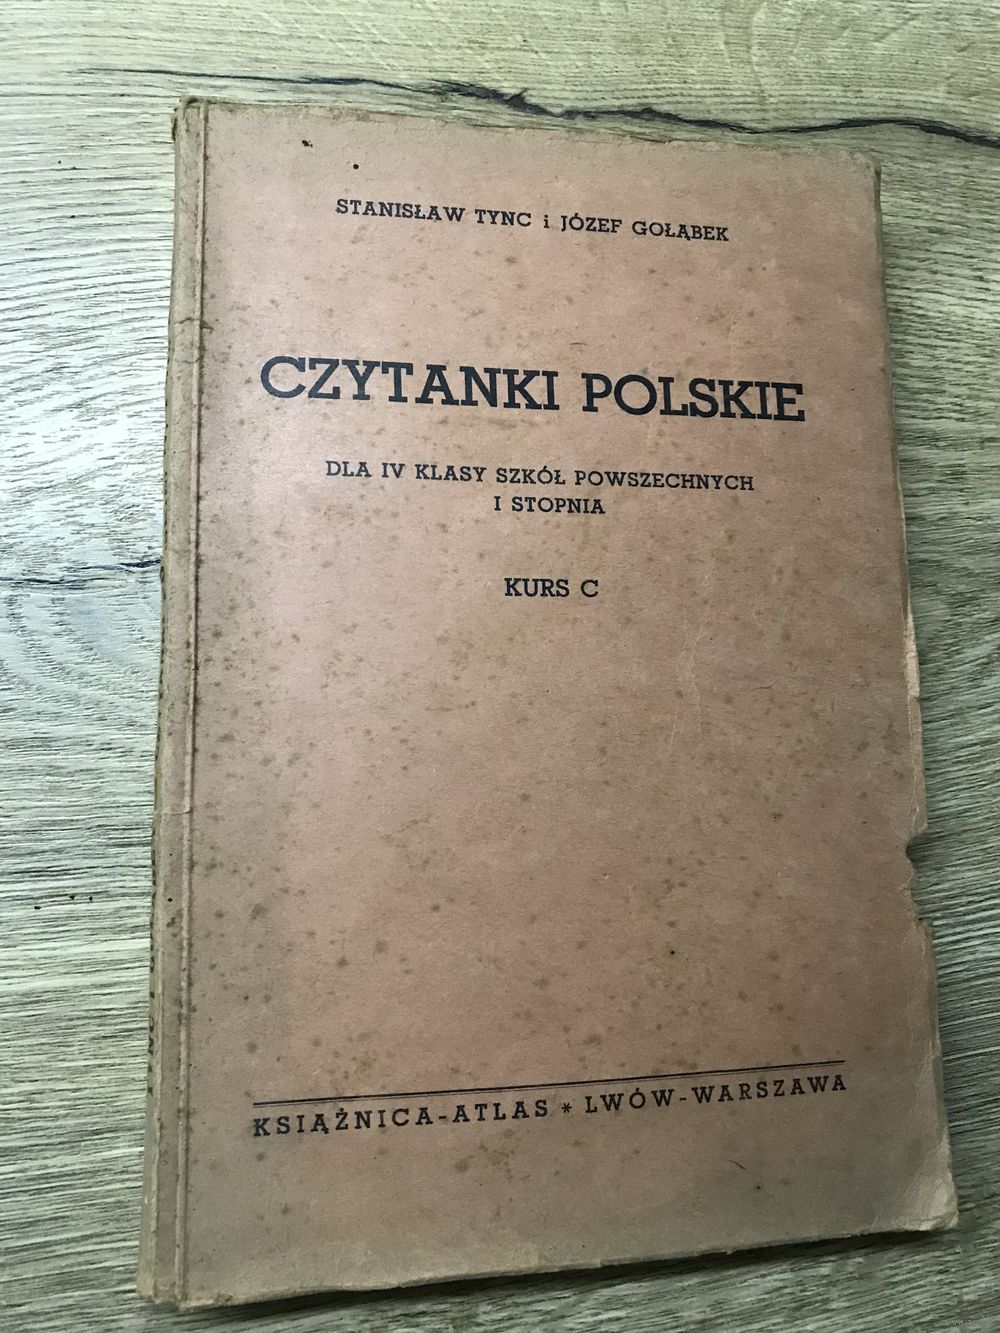 STANISŁAW TYNC i JÓZEF GOŁĄBEK
CZYTANKI POLSKIE
DLA IV KLASY SZKÓŁ POWSZECHNYCH
I STOPNIA
KURS C
KSIĄŻNICA-ATLAS * LWÓW-WARSZAWA